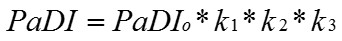 PaDI = PaDIₒ * k₁ * k₂ * k₃